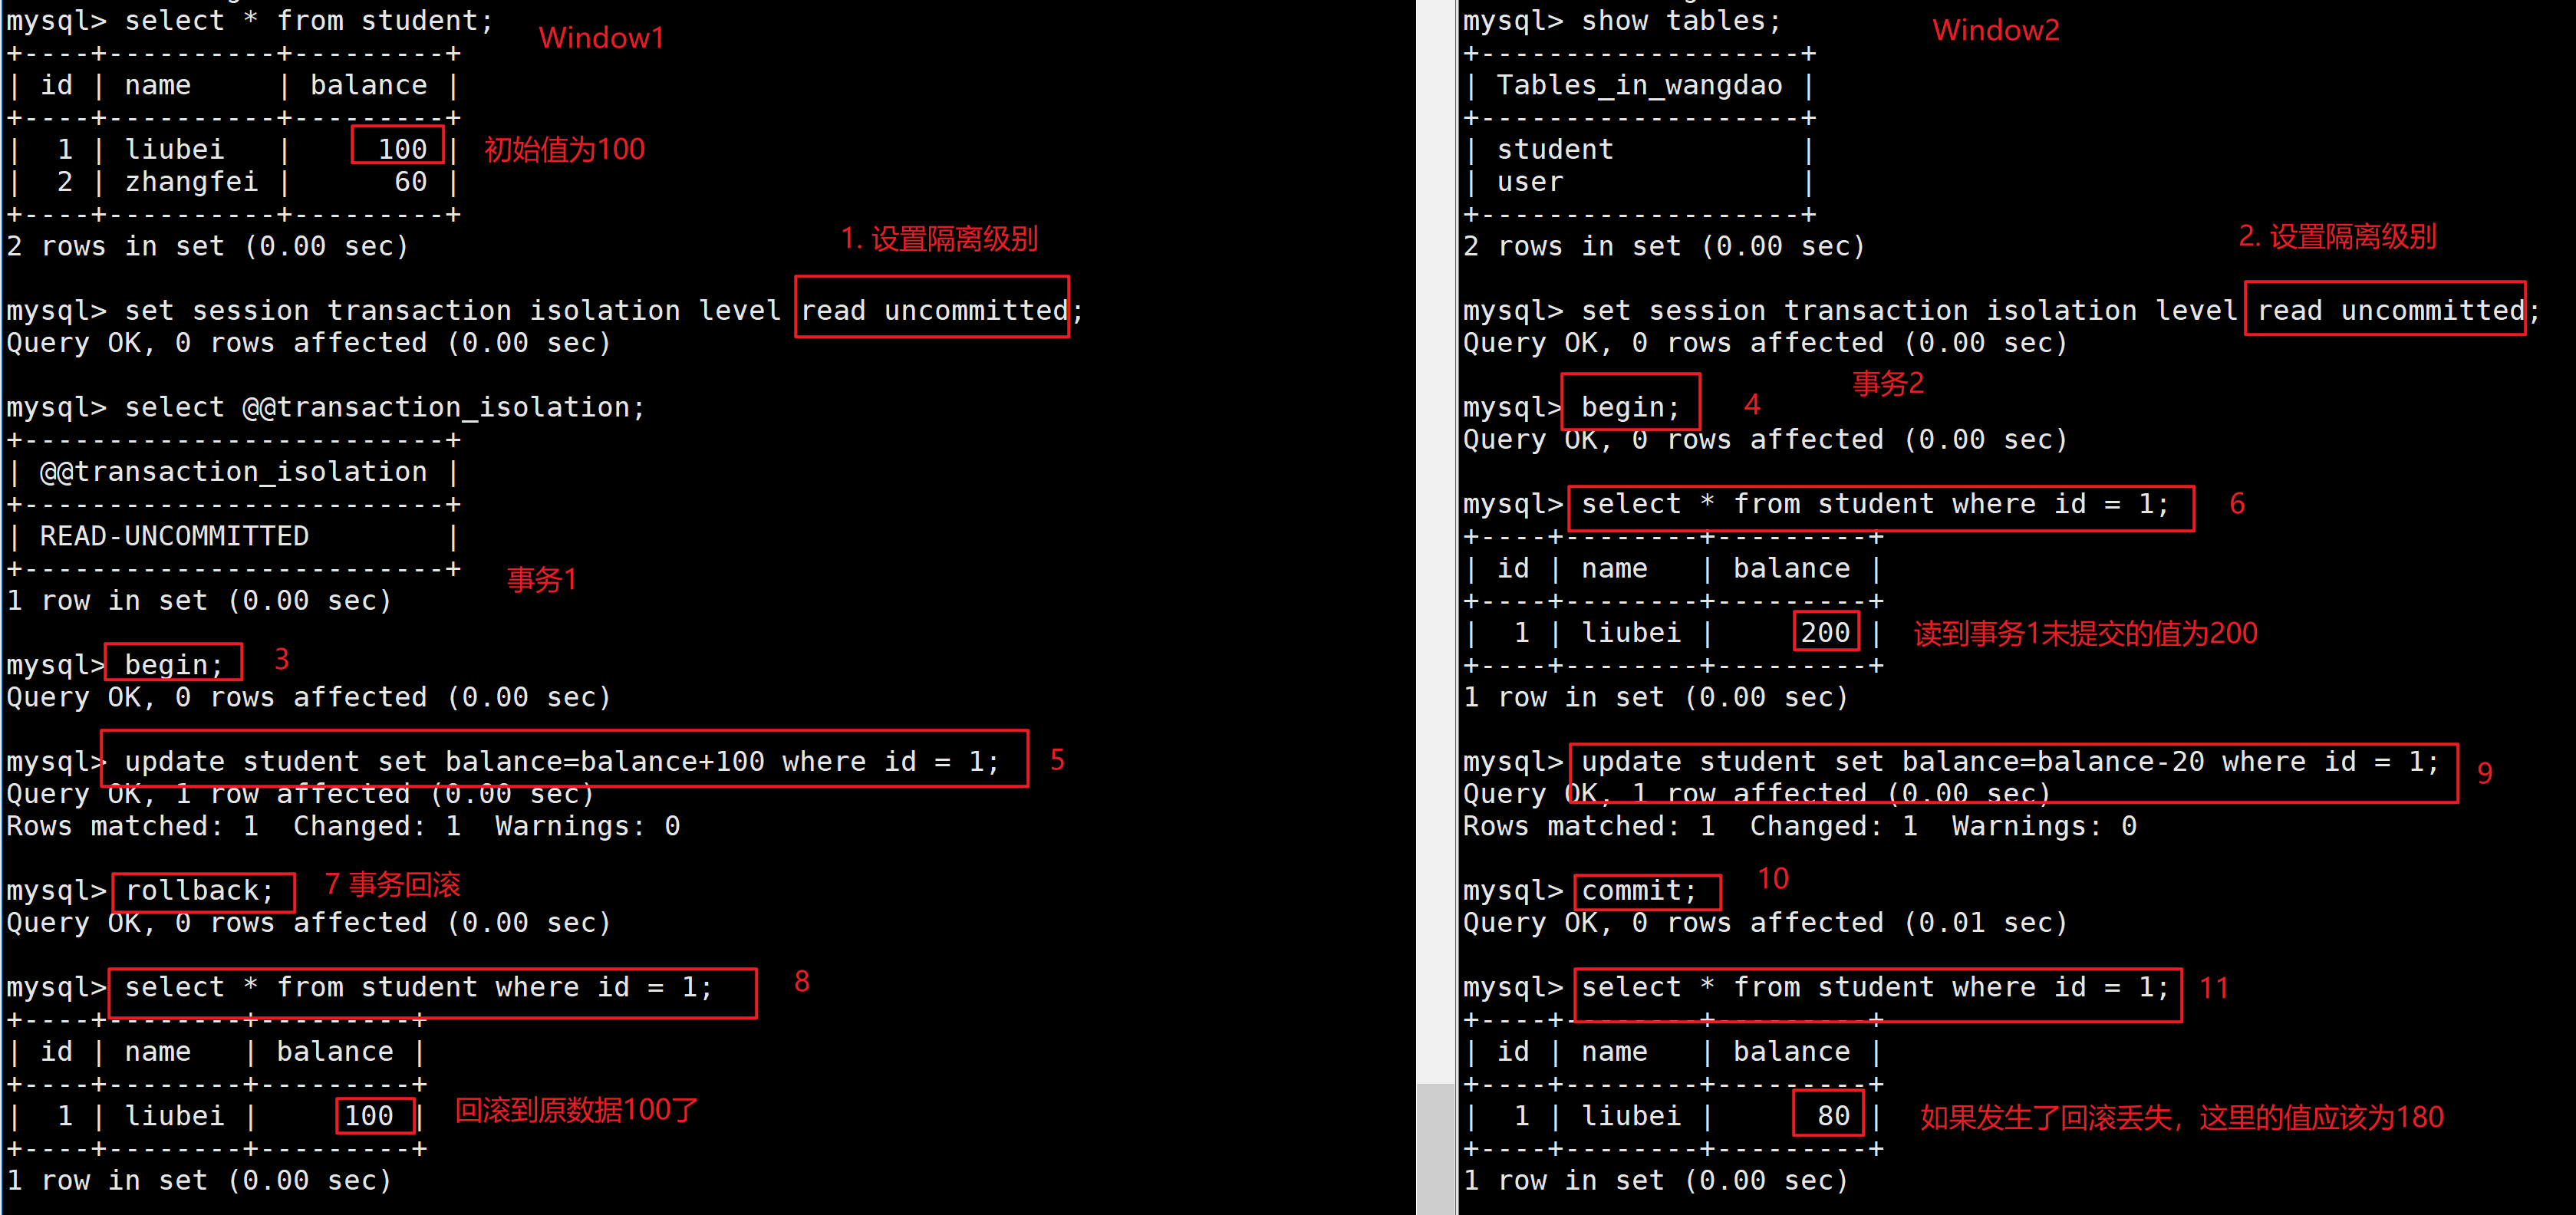 mysql> select * from student;
Window1
+----+----------+---------+
| id | name     | balance |
+----+----------+---------+
|  1 | liubei   |     100 | 初始值为100
|  2 | zhangfei |      60 |
+----+----------+---------+
2 rows in set (0.00 sec)
1. 设置隔离级别
mysql> set session transaction isolation level read uncommitted;
Query OK, 0 rows affected (0.00 sec)
mysql> select @@transaction_isolation;
+-------------------------+
| @@transaction_isolation |
+-------------------------+
| READ-UNCOMMITTED        |
+-------------------------+
事务1
1 row in set (0.00 sec)
mysql> begin; 3
Query OK, 0 rows affected (0.00 sec)
mysql> update student set balance=balance+100 where id = 1; 5
Query OK, 1 row affected (0.00 sec)
Rows matched: 1  Changed: 1  Warnings: 0
mysql> rollback; 7 事务回滚
Query OK, 0 rows affected (0.00 sec)
mysql> select * from student where id = 1; 8
+----+--------+---------+
| id | name   | balance |
+----+--------+---------+
|  1 | liubei |     100 | 回滚到原数据100了
+----+--------+---------+
1 row in set (0.00 sec)
mysql> show tables;
Window2
+-------------------+
| Tables_in_wangdao |
+-------------------+
| student           |
| user              |
+-------------------+
2 rows in set (0.00 sec)
2. 设置隔离级别
mysql> set session transaction isolation level read uncommitted;
Query OK, 0 rows affected (0.00 sec)
事务2
mysql> begin; 4
Query OK, 0 rows affected (0.00 sec)
mysql> select * from student where id = 1; 6
+----+--------+---------+
| id | name   | balance |
+----+--------+---------+
|  1 | liubei |     200 | 读到事务1未提交的值为200
+----+--------+---------+
1 row in set (0.00 sec)
mysql> update student set balance=balance-20 where id = 1; 9
Query OK, 1 row affected (0.00 sec)
Rows matched: 1  Changed: 1  Warnings: 0
mysql> commit; 10
Query OK, 0 rows affected (0.01 sec)
mysql> select * from student where id = 1; 11
+----+--------+---------+
| id | name   | balance |
+----+--------+---------+
|  1 | liubei |      80 | 如果发生了回滚丢失，这里的值应该为180
+----+--------+---------+
1 row in set (0.00 sec)